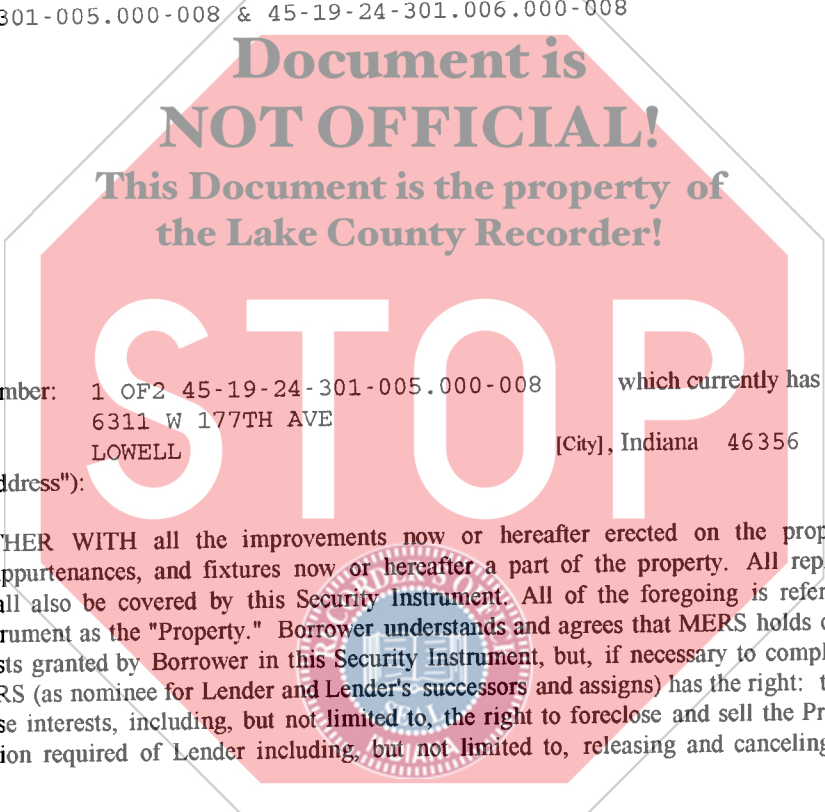 301-005.000-008 & 45-19-24-301.006.000-008
Document is
NOT OFFICIAL!
This Document is the property of
the Lake County Recorder!
STOP
mber: 1 OF2 45-19-24-301-005.000-008 which currently has
6311 W 177TH AVE
LOWELL [City], Indiana 46356
ddress"):
THER WITH all the improvements now or hereafter erected on the prop
ppurtenances, and fixtures now or hereafter a part of the property. All rep
all also be covered by this Security Instrument. All of the foregoing is refer
rument as the "Property." Borrower understands and agrees that MERS holds
sts granted by Borrower in this Security Instrument, but, if necessary to compl
RS (as nominee for Lender and Lender's successors and assigns) has the right: t
se interests, including, but not limited to, the right to foreclose and sell the Pr
ion required of Lender including, but not limited to, releasing and canceling
SEAL
INDIANA